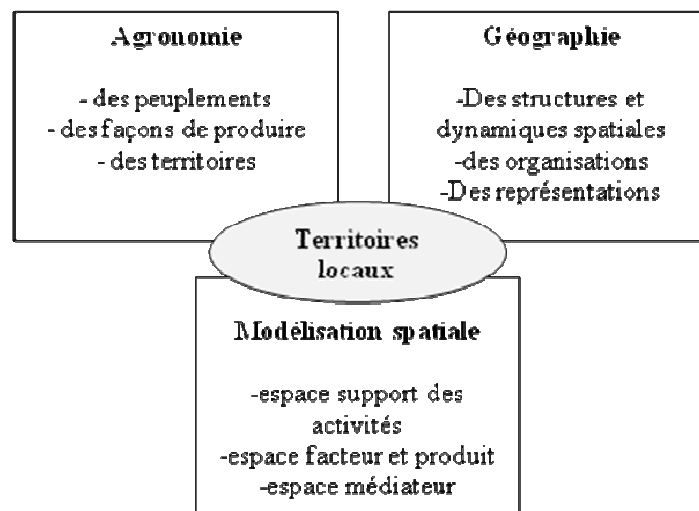 Agronomie
- des peuplements
- des façons de produire
- des territoires
Géographie
-Des structures et
dynamiques spatiales
-des organisations
-Des représentations
Territoires
locaux
Modélisation spatiale
-espace support des
activités
-espace facteur et produit
-espace médiateur